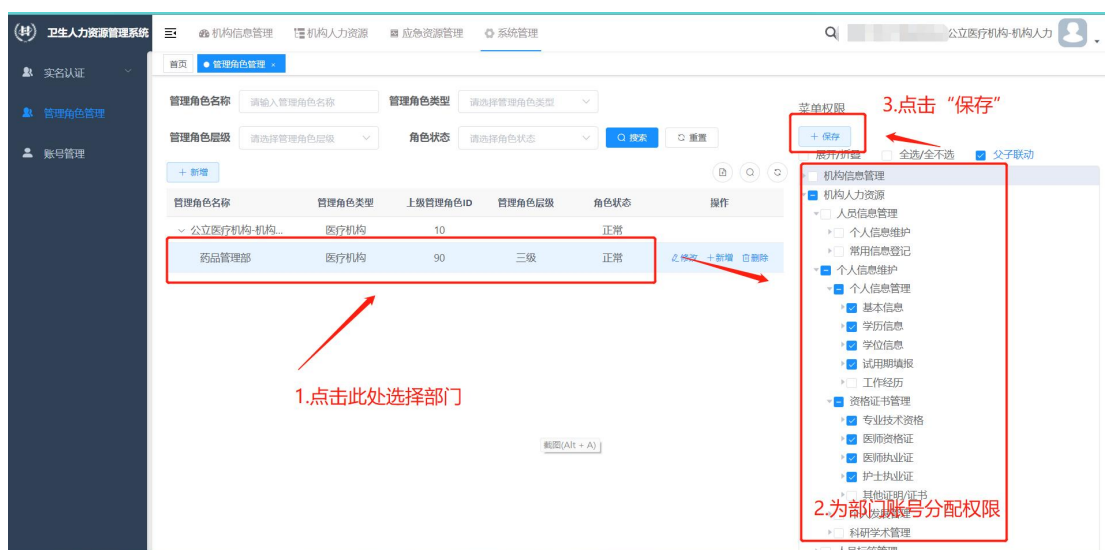 卫生人力资源管理系统
机构信息管理 机构人力资源 应急资源管理 系统管理
公立医疗机构-机构人力
实名认证
管理角色管理
账号管理
首页 管理角色管理 ×
管理角色名称 请输入管理角色名称 管理角色类型 请选择管理角色类型
管理角色层级 请选择管理角色层级 角色状态 请选择角色状态 搜索 重置
+ 新增
管理角色名称 管理角色类型 上级管理角色ID 管理角色层级 角色状态 操作
公立医疗机构-机构... 医疗机构 10 正常
药品管理部 医疗机构 90 三级 正常 修改 +新增 删除
1.点击此处选择部门
截图(Alt + A)
菜单权限
3.点击“保存”
+ 保存
展开/折叠 全选/全不选 父子联动
机构信息管理
机构人力资源
人员信息管理
个人信息维护
常用信息登记
个人信息维护
个人信息管理
基本信息
学历信息
学位信息
试用期填报
工作经历
资格证书管理
专业技术资格
医师资格证
医师执业证
护士执业证
其他证明/证书
2.为部门账号分配权限
科研学术管理